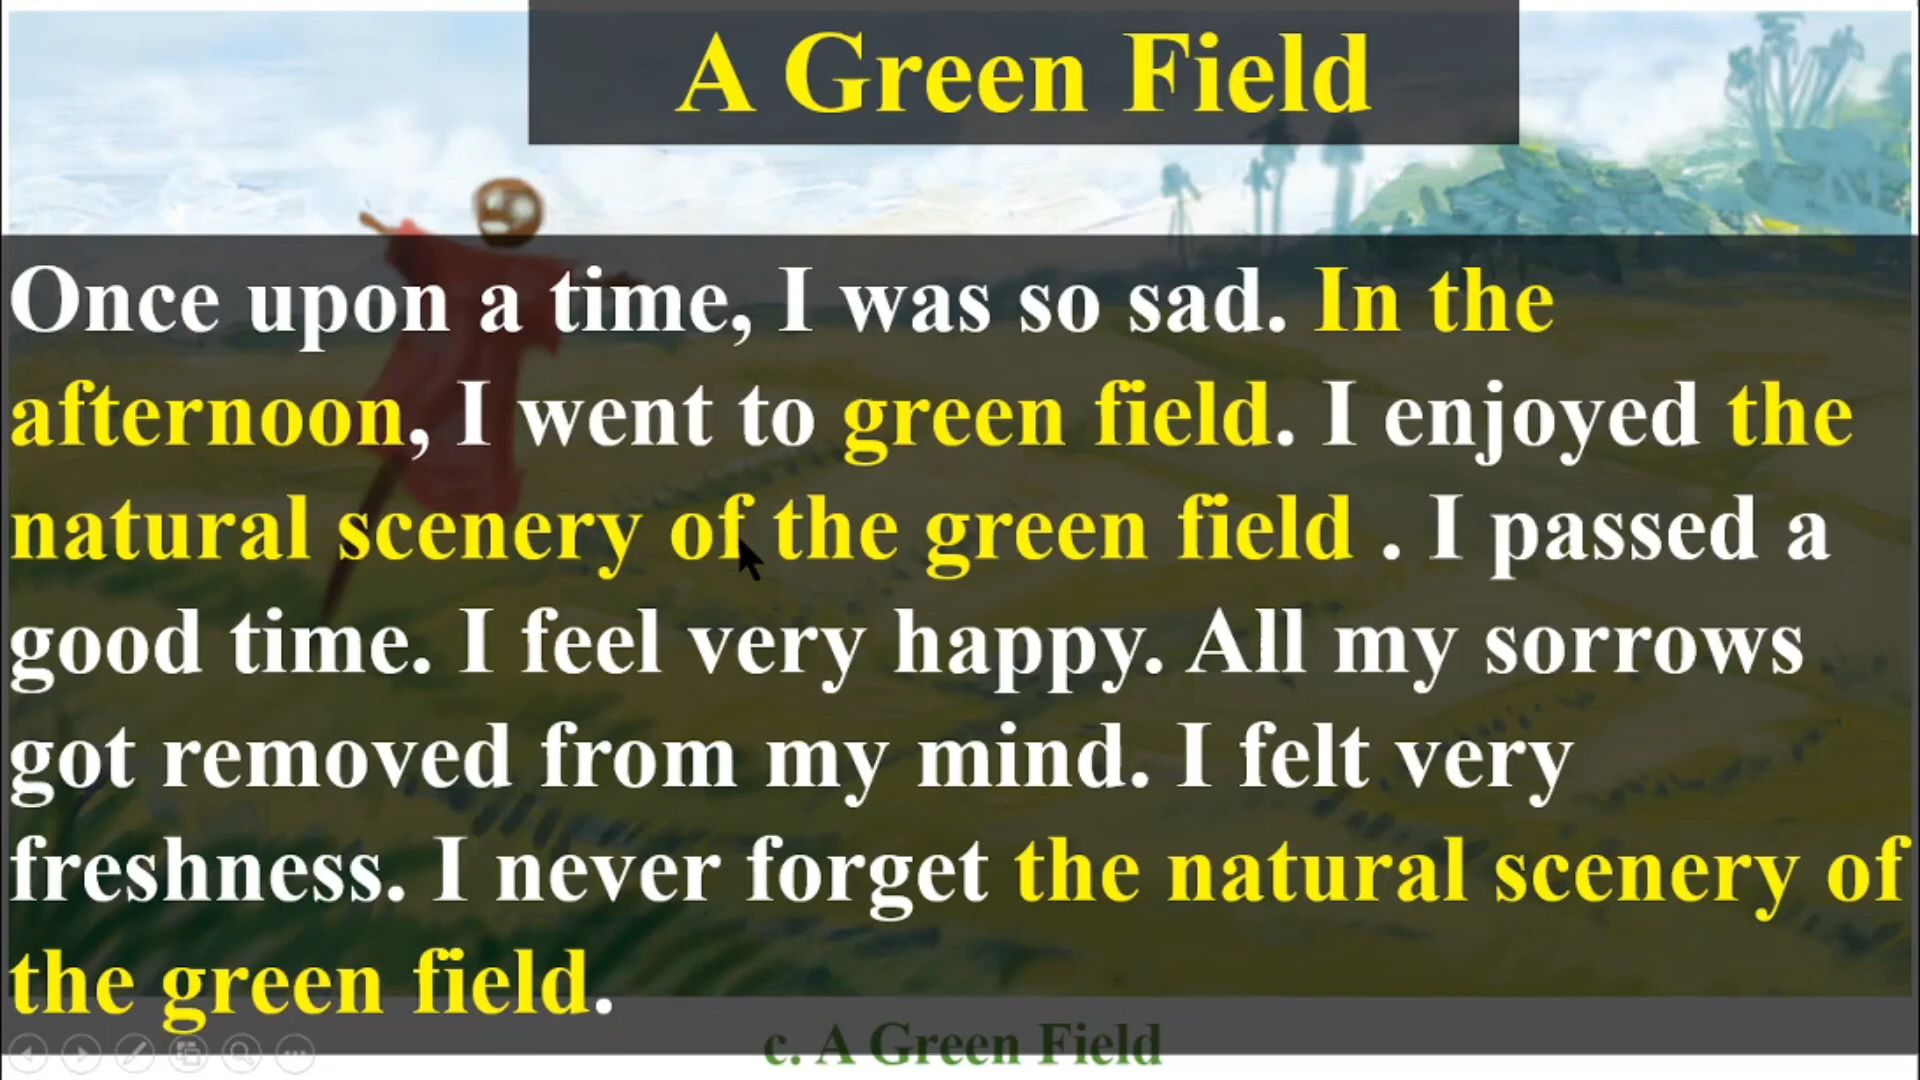 A Green Field
Once upon a time, I was so sad. In the
afternoon, I went to green field. I enjoyed the
natural scenery of the green field . I passed a
good time. I feel very happy. All my sorrows
got removed from my mind. I felt very
freshness. I never forget the natural scenery of
the green field.
c. A Green Field